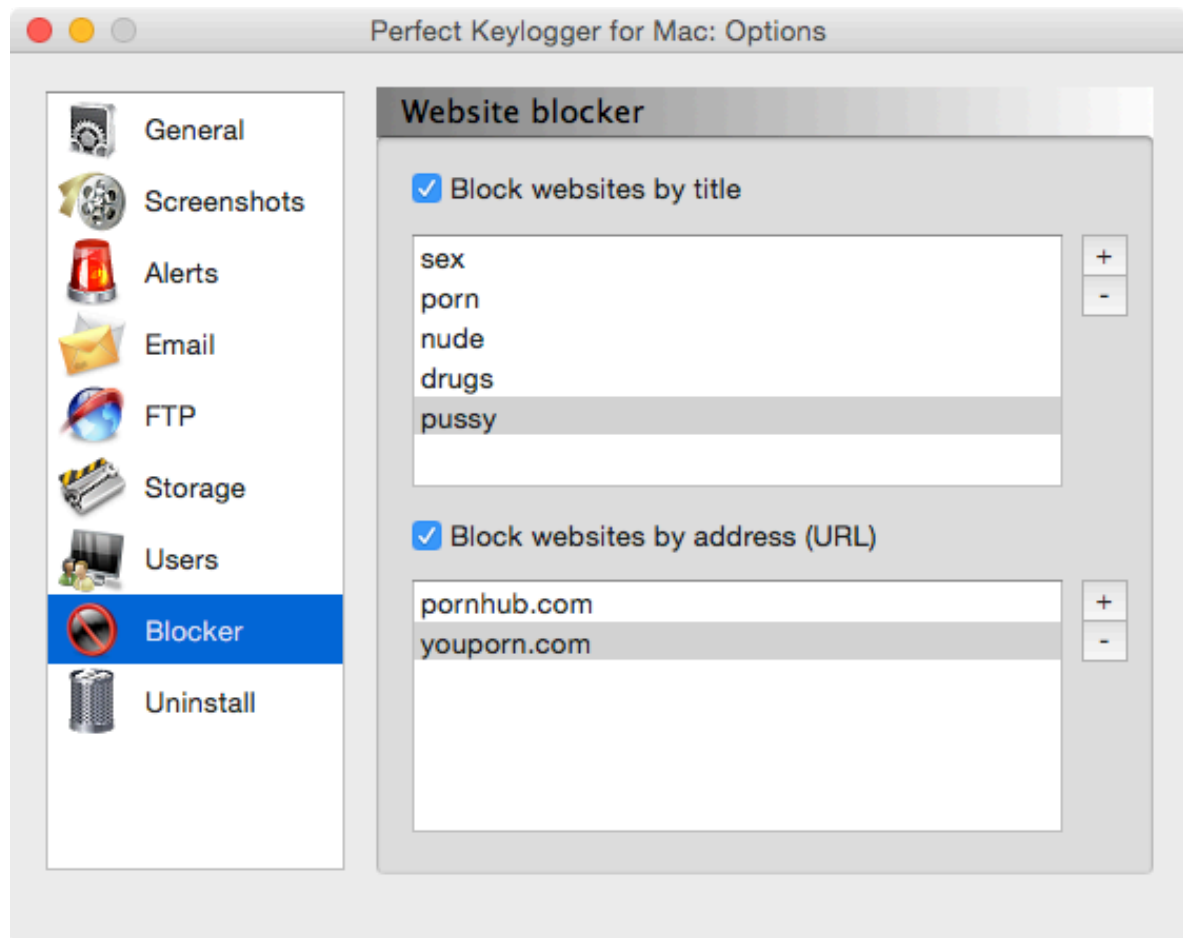 Perfect Keylogger for Mac: Options
General
Screenshots
Alerts
Email
FTP
Storage
Users
Blocker
Uninstall
Website blocker
Block websites by title
sex
porn
nude
drugs
pussy
+
-
Block websites by address (URL)
pornhub.com
youporn.com
+
-